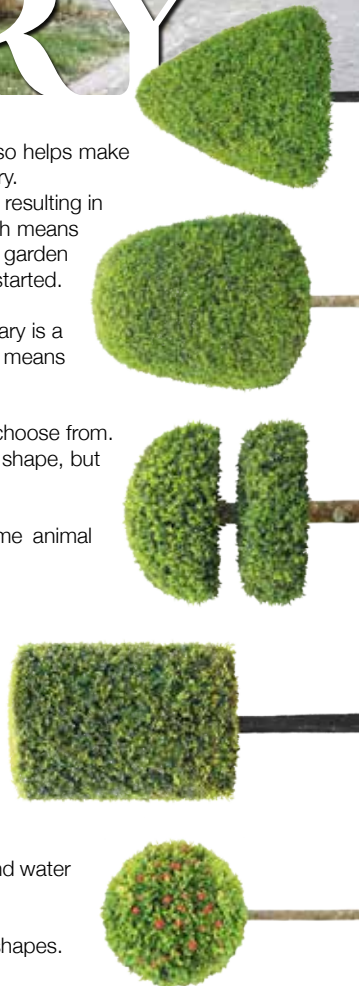 RY
so helps make
ry.
resulting in
h means
garden
started.
ary is a
means
choose from.
shape, but
me animal
nd water
shapes.